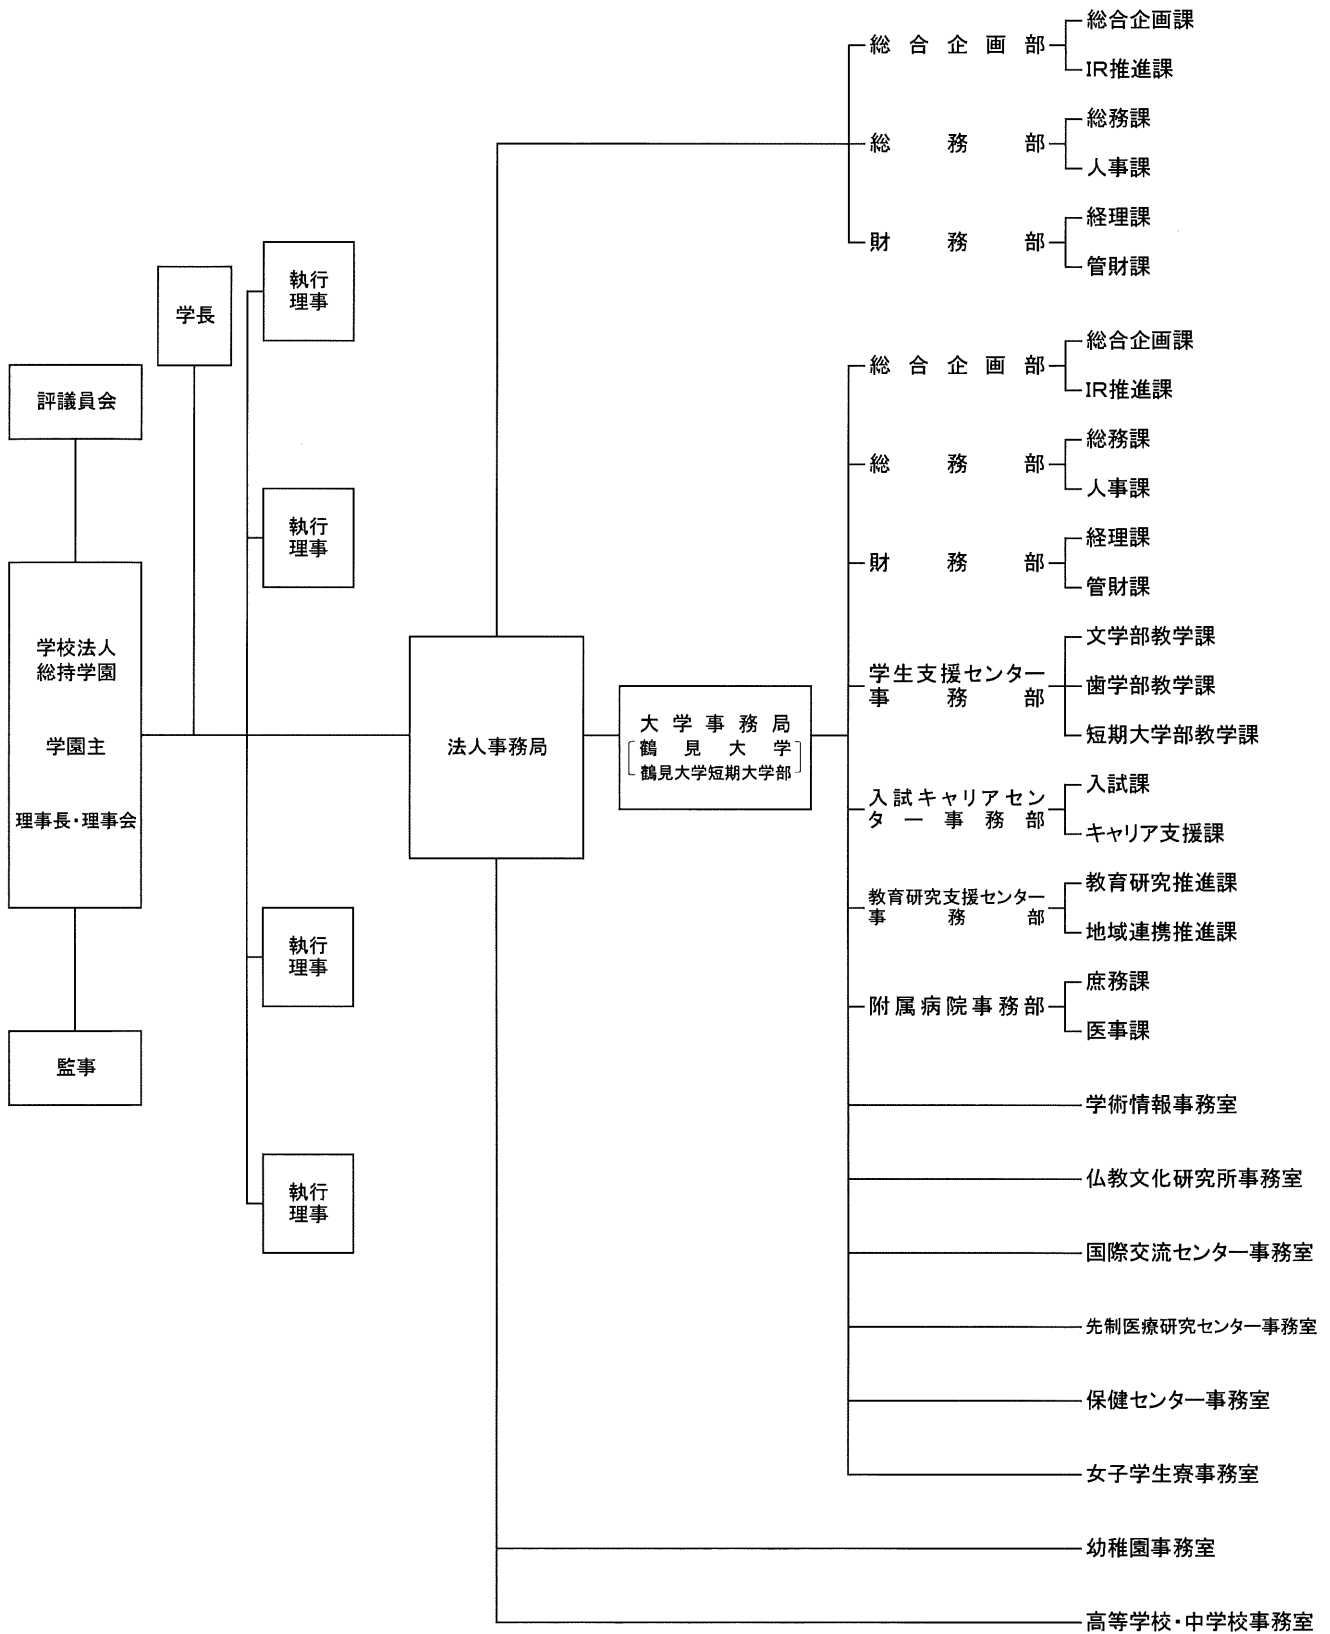 総合企画部
総合企画課
IR推進課
総務部
総務課
人事課
財務部
経理課
管財課
執行
理事
学長
評議員会
執行
理事
学校法人
総持学園
学園主
理事長・理事会
監事
執行
理事
執行
理事
法人事務局
大学事務局
鶴見大学
鶴見大学短期大学部
総合企画部
総合企画課
IR推進課
総務部
総務課
人事課
財務部
経理課
管財課
学生支援センター
事務部
文学部教学課
歯学部教学課
短期大学部教学課
入試キャリアセン
ター事務部
入試課
キャリア支援課
教育研究支援センター
事務部
教育研究推進課
地域連携推進課
附属病院事務部
庶務課
医事課
学術情報事務室
仏教文化研究所事務室
国際交流センター事務室
先制医療研究センター事務室
保健センター事務室
女子学生寮事務室
幼稚園事務室
高等学校・中学校事務室